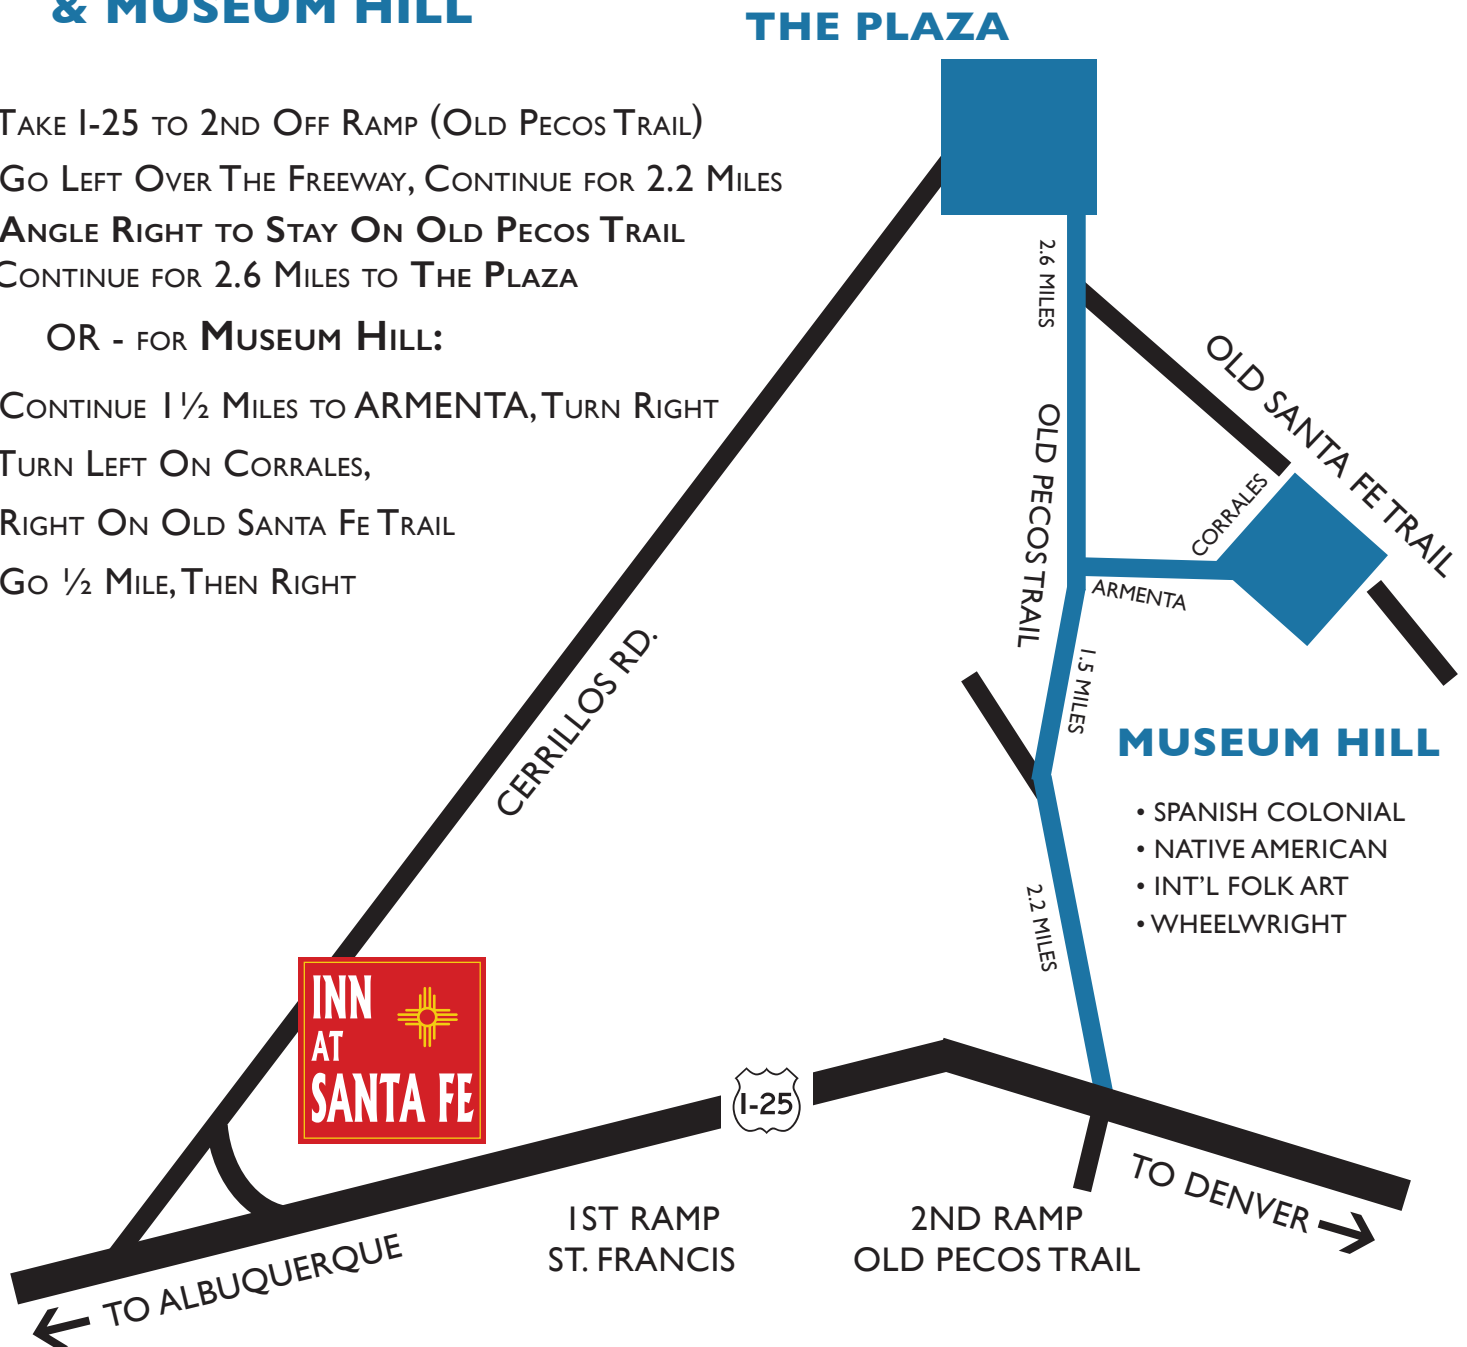 & MUSEUM HILL
THE PLAZA
TAKE I-25 TO 2ND OFF RAMP (OLD PECOS TRAIL)
GO LEFT OVER THE FREEWAY, CONTINUE FOR 2.2 MILES
ANGLE RIGHT TO STAY ON OLD PECOS TRAIL
CONTINUE FOR 2.6 MILES TO THE PLAZA
OR - FOR MUSEUM HILL:
CONTINUE 1½ MILES TO ARMENTA, TURN RIGHT
TURN LEFT ON CORRALES,
RIGHT ON OLD SANTA FE TRAIL
GO ½ MILE, THEN RIGHT
2.6 MILES
OLD SANTA FE TRAIL
OLD PECOS TRAIL
CORRALES
ARMENTA
1.5 MILES
CERRILLOS RD.
MUSEUM HILL
• SPANISH COLONIAL
• NATIVE AMERICAN
• INT'L FOLK ART
• WHEELWRIGHT
2.2 MILES
INN
AT
SANTA FE
I-25
1ST RAMP
ST. FRANCIS
2ND RAMP
OLD PECOS TRAIL
TO DENVER
TO ALBUQUERQUE